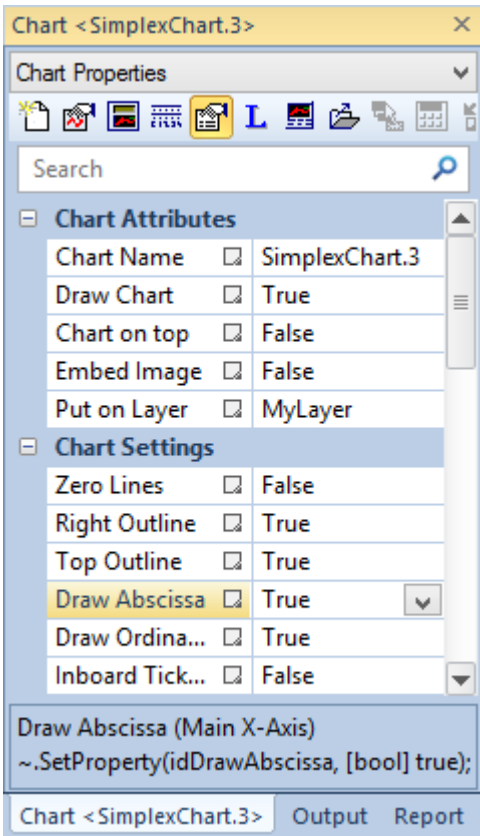 Chart <SimplexChart.3>
Chart Properties
L
Search
Chart Attributes
Chart Name SimplexChart.3
Draw Chart True
Chart on top False
Embed Image False
Put on Layer MyLayer
Chart Settings
Zero Lines False
Right Outline True
Top Outline True
Draw Abscissa True
Draw Ordina... True
Inboard Tick... False
Draw Abscissa (Main X-Axis)
~.SetProperty(idDrawAbscissa, [bool] true);
Chart <SimplexChart.3> Output Report